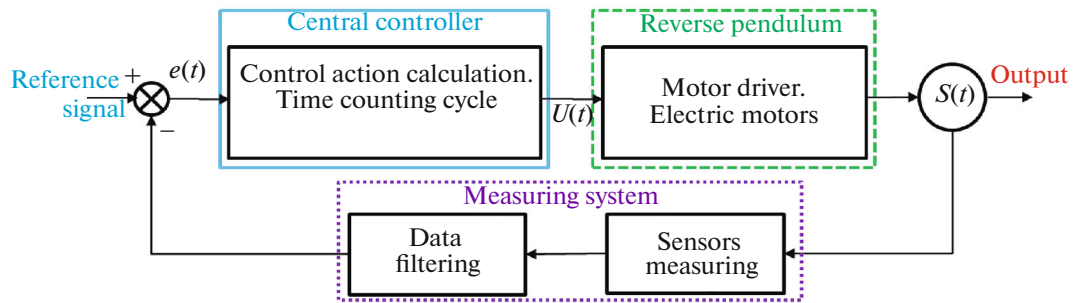 Central controller
Reverse pendulum
Reference
signal
+
−
e(t)
Control action calculation.
Time counting cycle
U(t)
Motor driver.
Electric motors
S(t)
Output
Measuring system
Data
filtering
Sensors
measuring